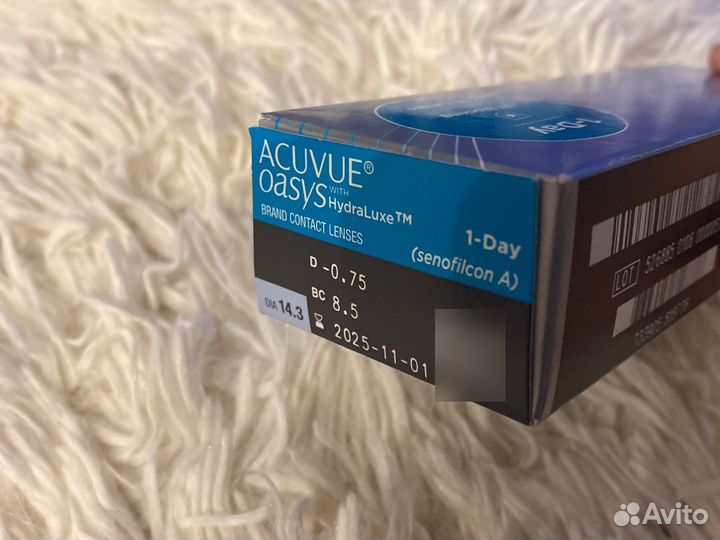 1-Day
ACUVUE®
OASYS WITH HydraLuxe™
BRAND CONTACT LENSES
1-Day
(senofilcon A)
D -0.75
BC 8.5
DIA 14.3
2025-11-01
LOT
Avito